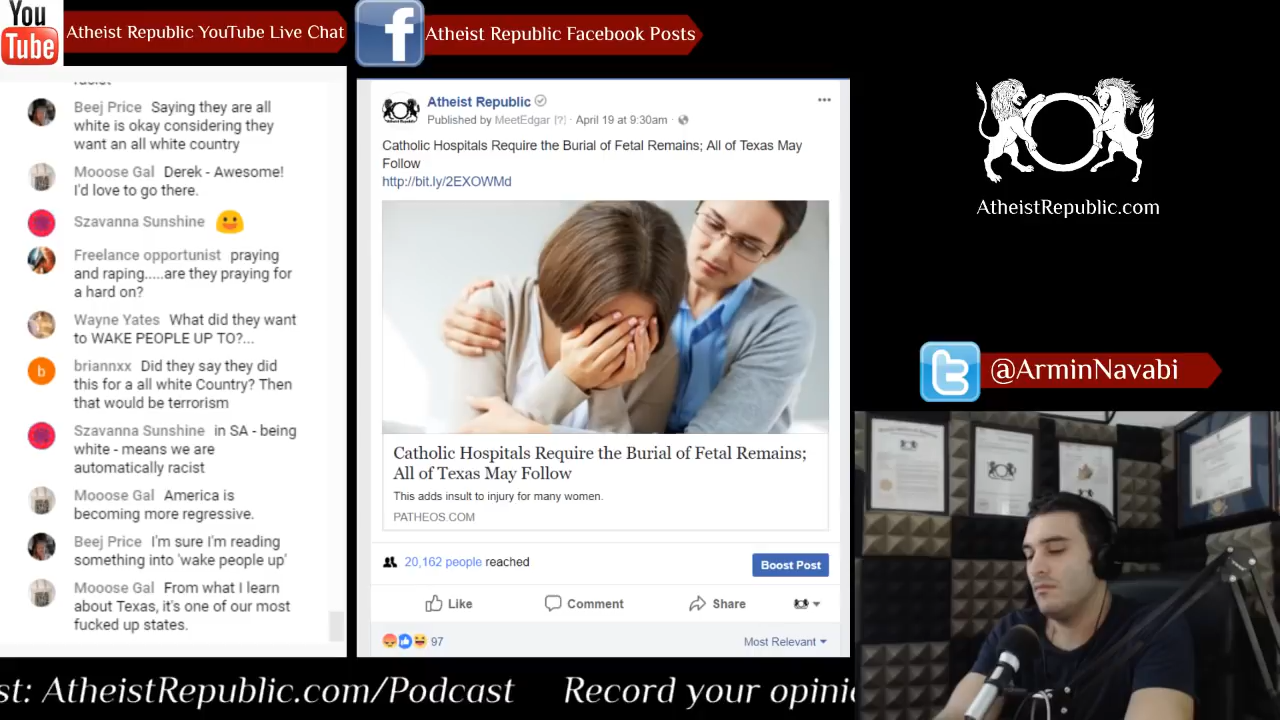 You
Tube
Atheist Republic YouTube Live Chat
Atheist Republic Facebook Posts
Beej Price Saying they are all
white is okay considering they
want an all white country
Mooose Gal Derek - Awesome!
I'd love to go there.
Szavanna Sunshine
Freelance opportunist praying
and raping.....are they praying for
a hard on?
Wayne Yates What did they want
to WAKE PEOPLE UP TO?...
b
briannxx Did they say they did
this for a all white Country? Then
that would be terrorism
Szavanna Sunshine in SA - being
white - means we are
automatically racist
Mooose Gal America is
becoming more regressive.
Beej Price I'm sure I'm reading
something into 'wake people up'
Mooose Gal From what I learn
about Texas, it's one of our most
fucked up states.
Atheist Republic
Published by MeetEdgar [?] · April 19 at 9:30am ·
Catholic Hospitals Require the Burial of Fetal Remains; All of Texas May
Follow
http://bit.ly/2EXOWMd
Catholic Hospitals Require the Burial of Fetal Remains;
All of Texas May Follow
This adds insult to injury for many women.
PATHEOS.COM
20,162 people reached
Boost Post
Like Comment Share
97
Most Relevant
AtheistRepublic.com
@ArminNavabi
st: AtheistRepublic.com/Podcast Record your opini